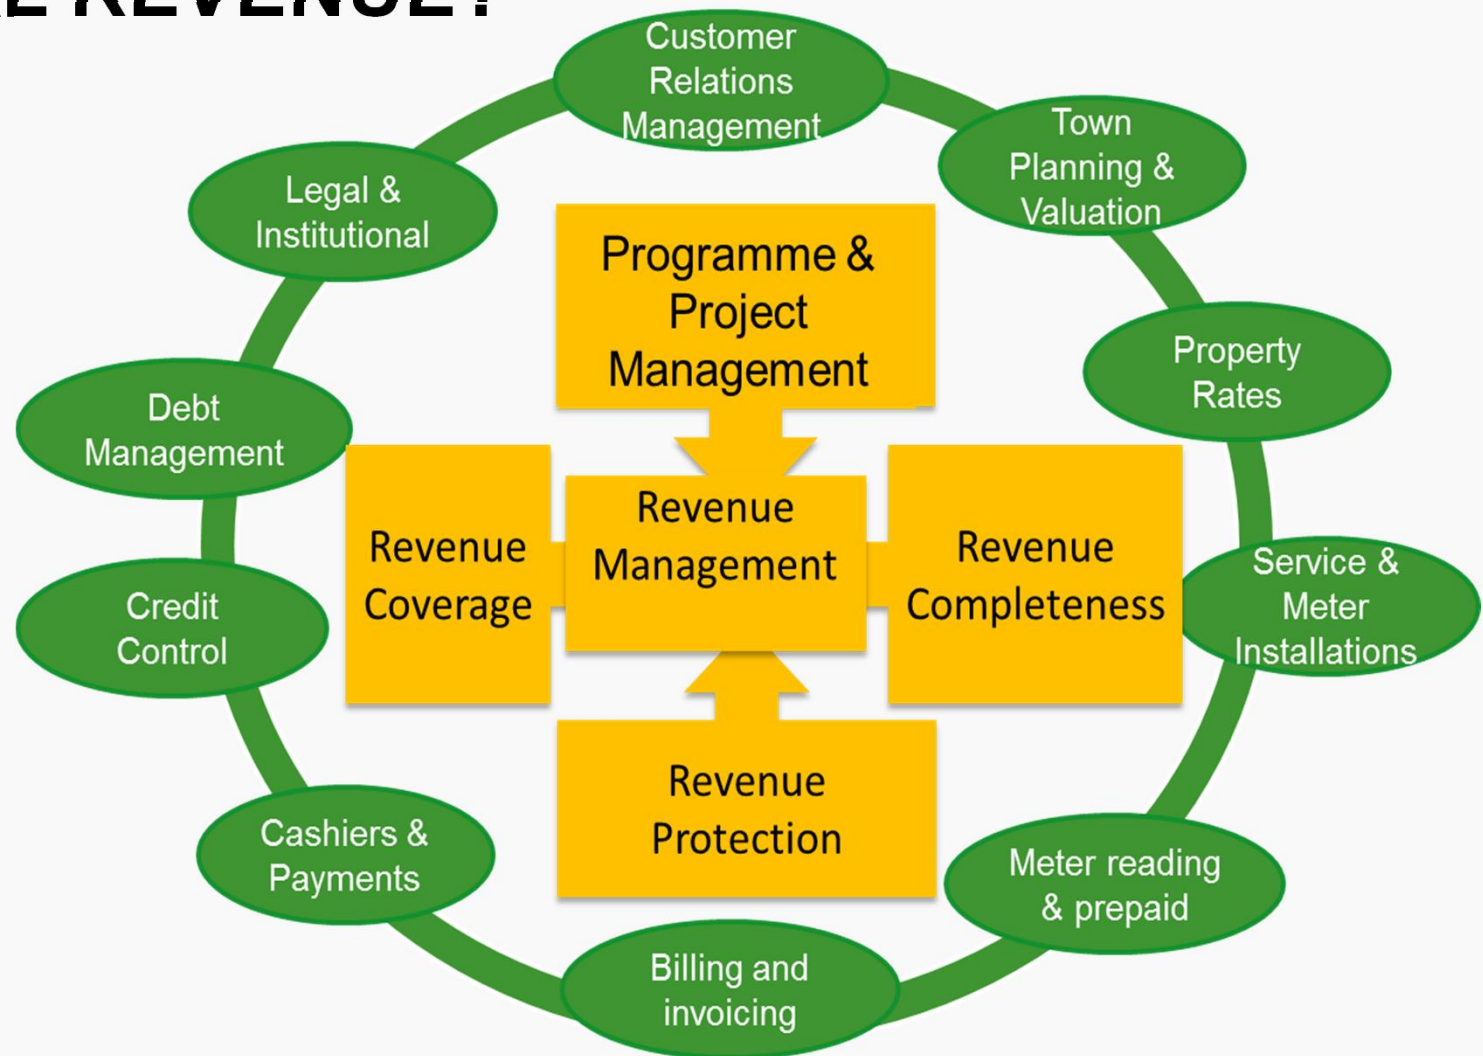 REVENUE?
Customer
Relations
Management
Town
Planning &
Valuation
Legal &
Institutional
Programme &
Project
Management
Property
Rates
Debt
Management
Revenue
Coverage
Revenue
Management
Revenue
Completeness
Service &
Meter
Installations
Credit
Control
Revenue
Protection
Cashiers &
Payments
Meter reading
& prepaid
Billing and
invoicing